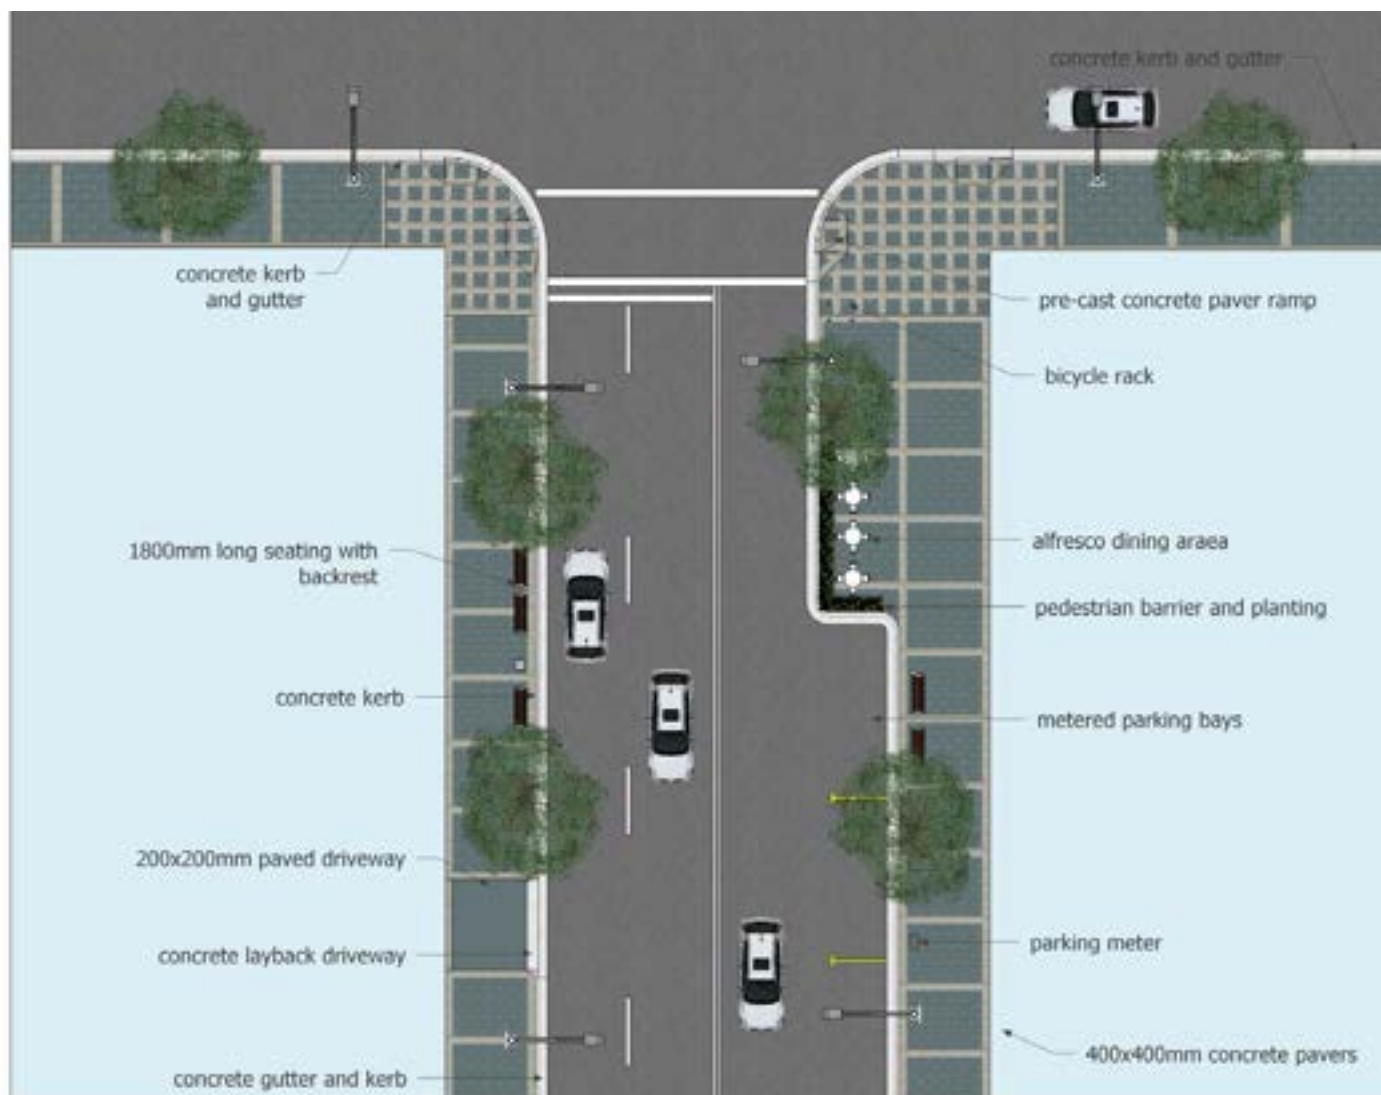 concrete kerb and gutter
concrete kerb
and gutter
pre-cast concrete paver ramp
bicycle rack
1800mm long seating with
backrest
alfresco dining araea
pedestrian barrier and planting
concrete kerb
metered parking bays
200x200mm paved driveway
concrete layback driveway
parking meter
400x400mm concrete pavers
concrete gutter and kerb